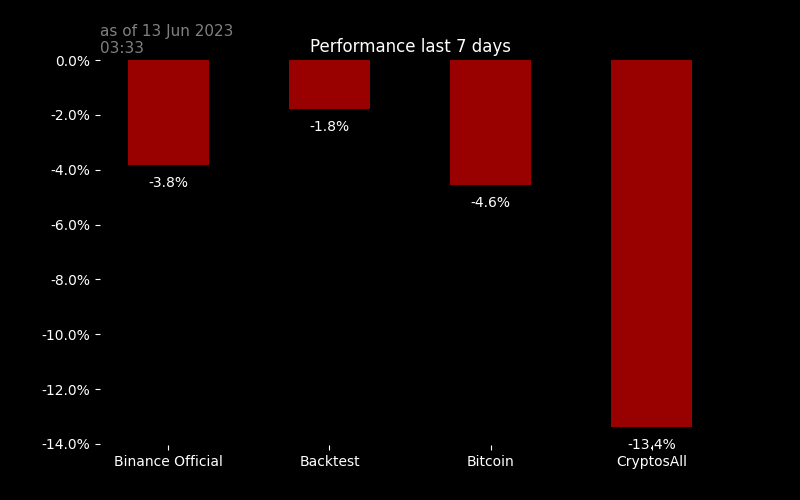 as of 13 Jun 2023
03:33
Performance last 7 days
0.0%
-2.0%
-4.0%
-6.0%
-8.0%
-10.0%
-12.0%
-14.0%
-3.8%
-1.8%
-4.6%
-13.4%
Binance Official
Backtest
Bitcoin
CryptosAll